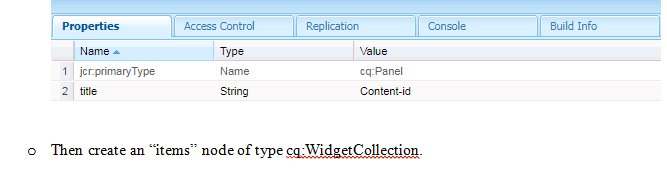 Properties Access Control Replication Console Build Info
Name Type Value
1 jcr:primaryType Name cq:Panel
2 title String Content-id
o Then create an “items” node of type cq:WidgetCollection.